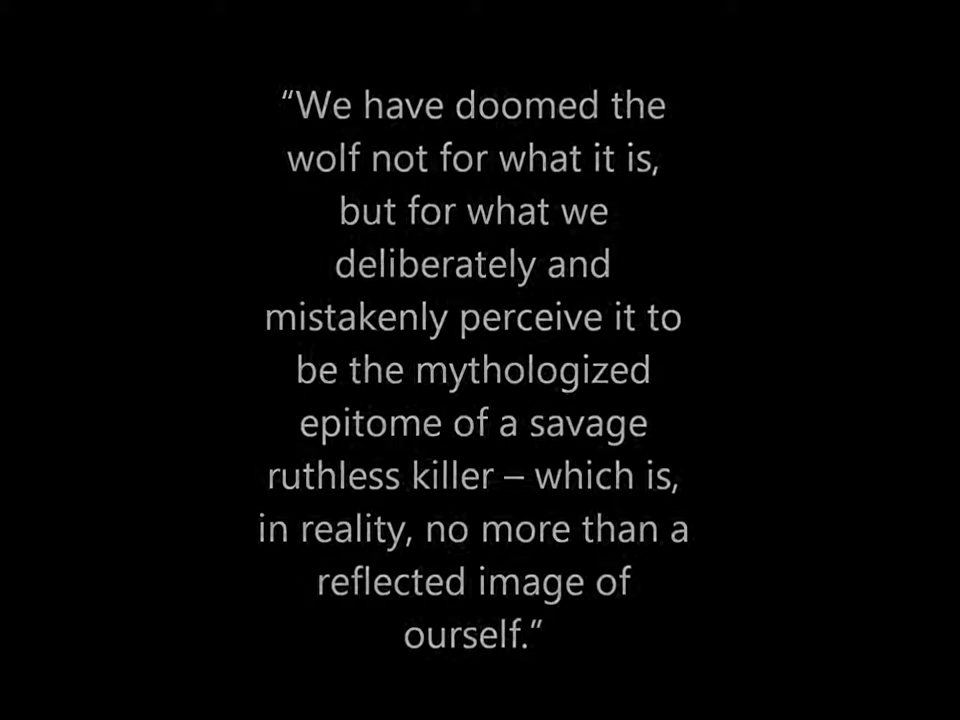 “We have doomed the
wolf not for what it is,
but for what we
deliberately and
mistakenly perceive it to
be the mythologized
epitome of a savage
ruthless killer – which is,
in reality, no more than a
reflected image of
ourself.”